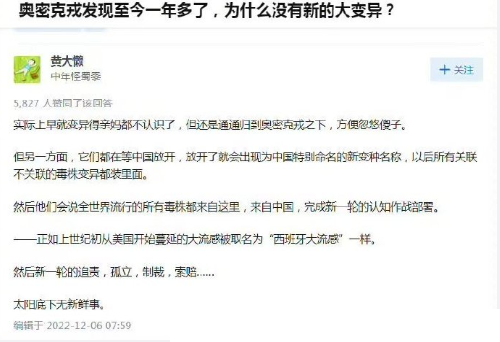 奥密克戎发现至今一年多了，为什么没有新的大变异？
黄大懒
中年怪蜀黍
+ 关注
5,827 人赞同了该回答
实际上早就变异得亲妈都不认识了，但还是通通归到奥密克戎之下，方便忽悠傻子。
但另一方面，它们都在等中国放开，放开了就会出现为中国特别命名的新变种名称，以后所有关联
不关联的毒株变异都装里面。
然后他们会说全世界流行的所有毒株都来自这里，来自中国，完成新一轮的认知作战部署。
——正如上世纪初从美国开始蔓延的大流感被取名为“西班牙大流感”一样。
然后新一轮的追责，孤立，制裁，索赔……
太阳底下无新鲜事。
编辑于 2022-12-06 07:59